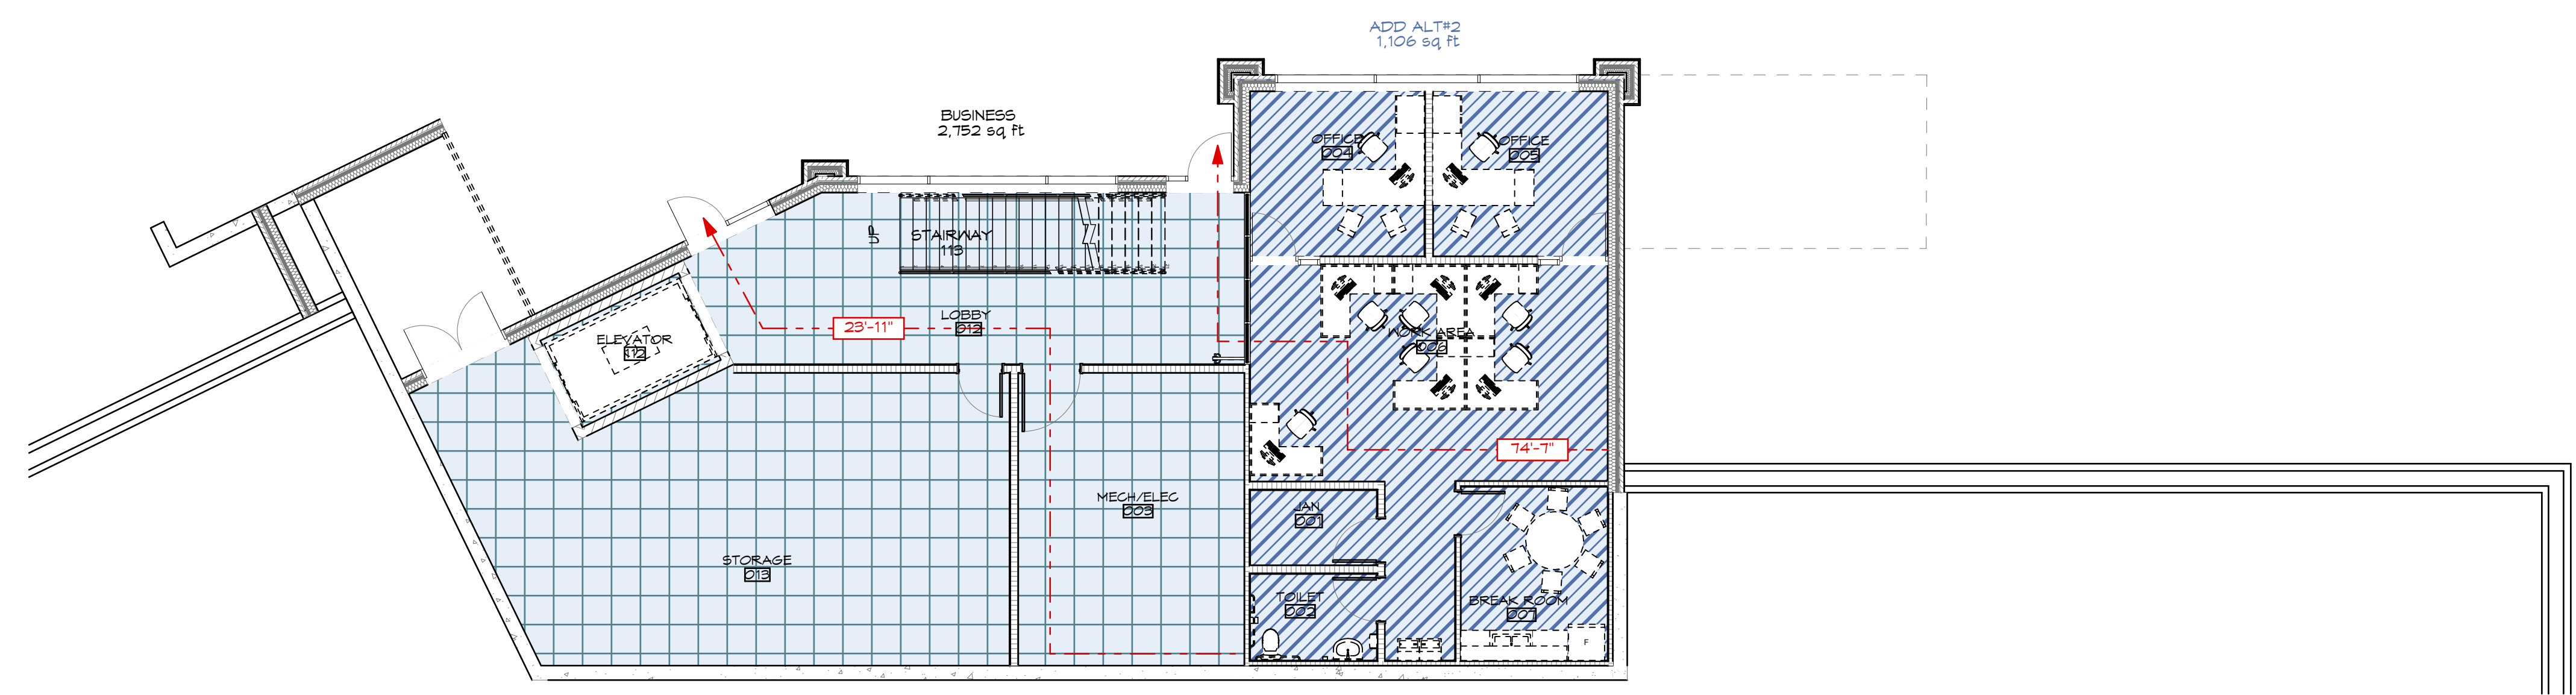 ADD ALT#2
1,106 sq ft
BUSINESS
2,752 sq ft
OFFICE
004
OFFICE
005
UP
STAIRWAY
113
LOBBY
012
23'-11"
ELEVATOR
112
WORK AREA
006
74'-7"
MECH/ELEC
003
JAN.
001
STORAGE
013
TOILET
002
BREAK ROOM
007
F